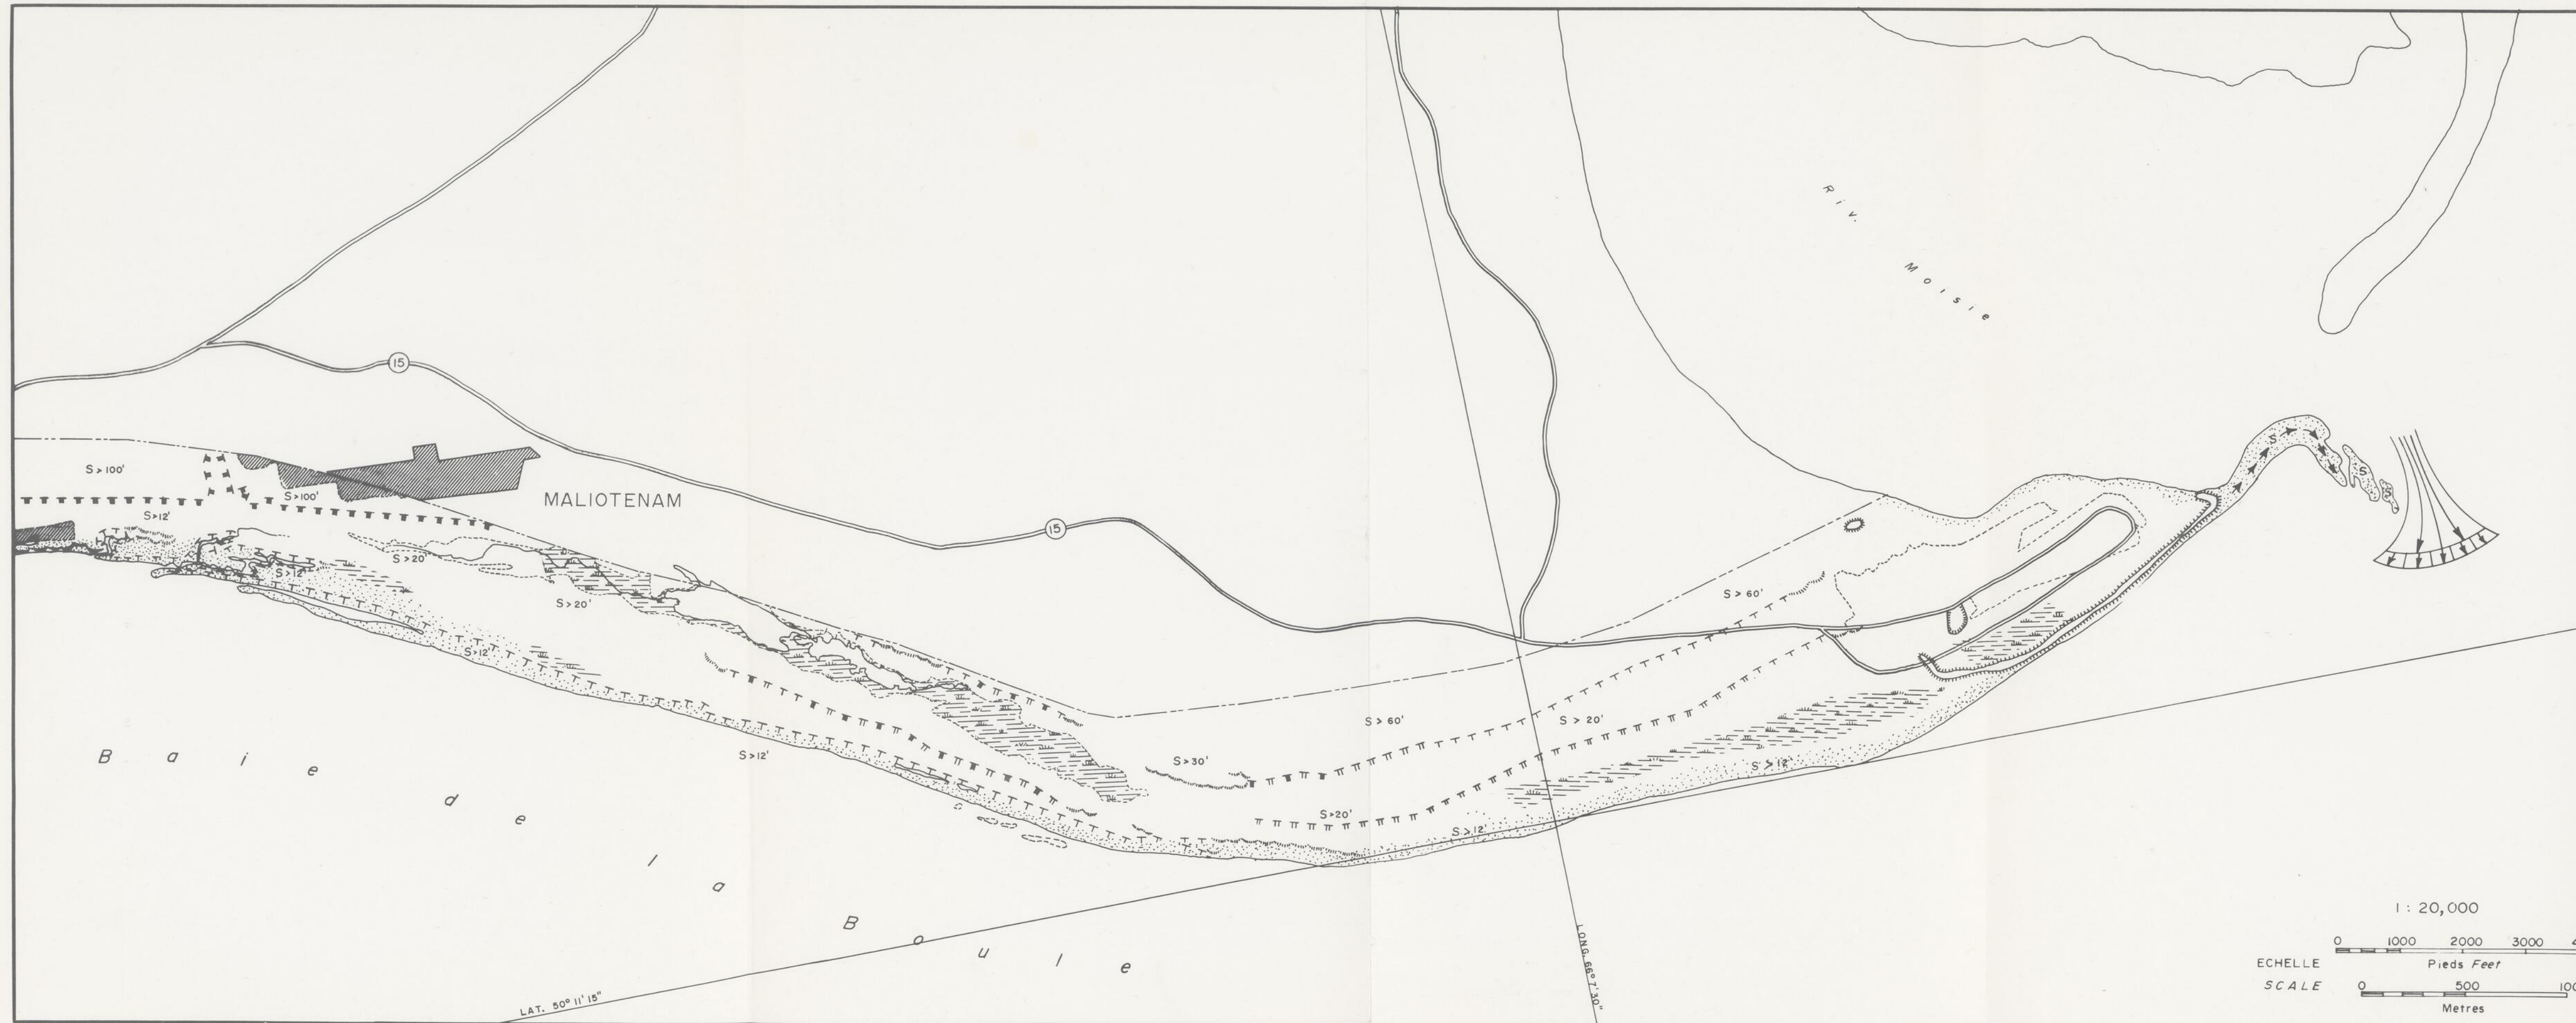 Riv.
Moisie
15
S > 100'
S > 100'
MALIOTENAM
S > 12'
15
S > 20'
S > 12'
S > 60'
S > 20'
S > 12'
S > 60'
S > 20'
S > 12'
S > 30'
S > 12'
S > 20'
S > 12'
S
S
S
Baie de la Boule
1 : 20,000
0 1000 2000 3000
ECHELLE Pieds Feet
SCALE 0 500
Metres
LAT. 50° 11' 15"
LONG. 66° 7' 30"